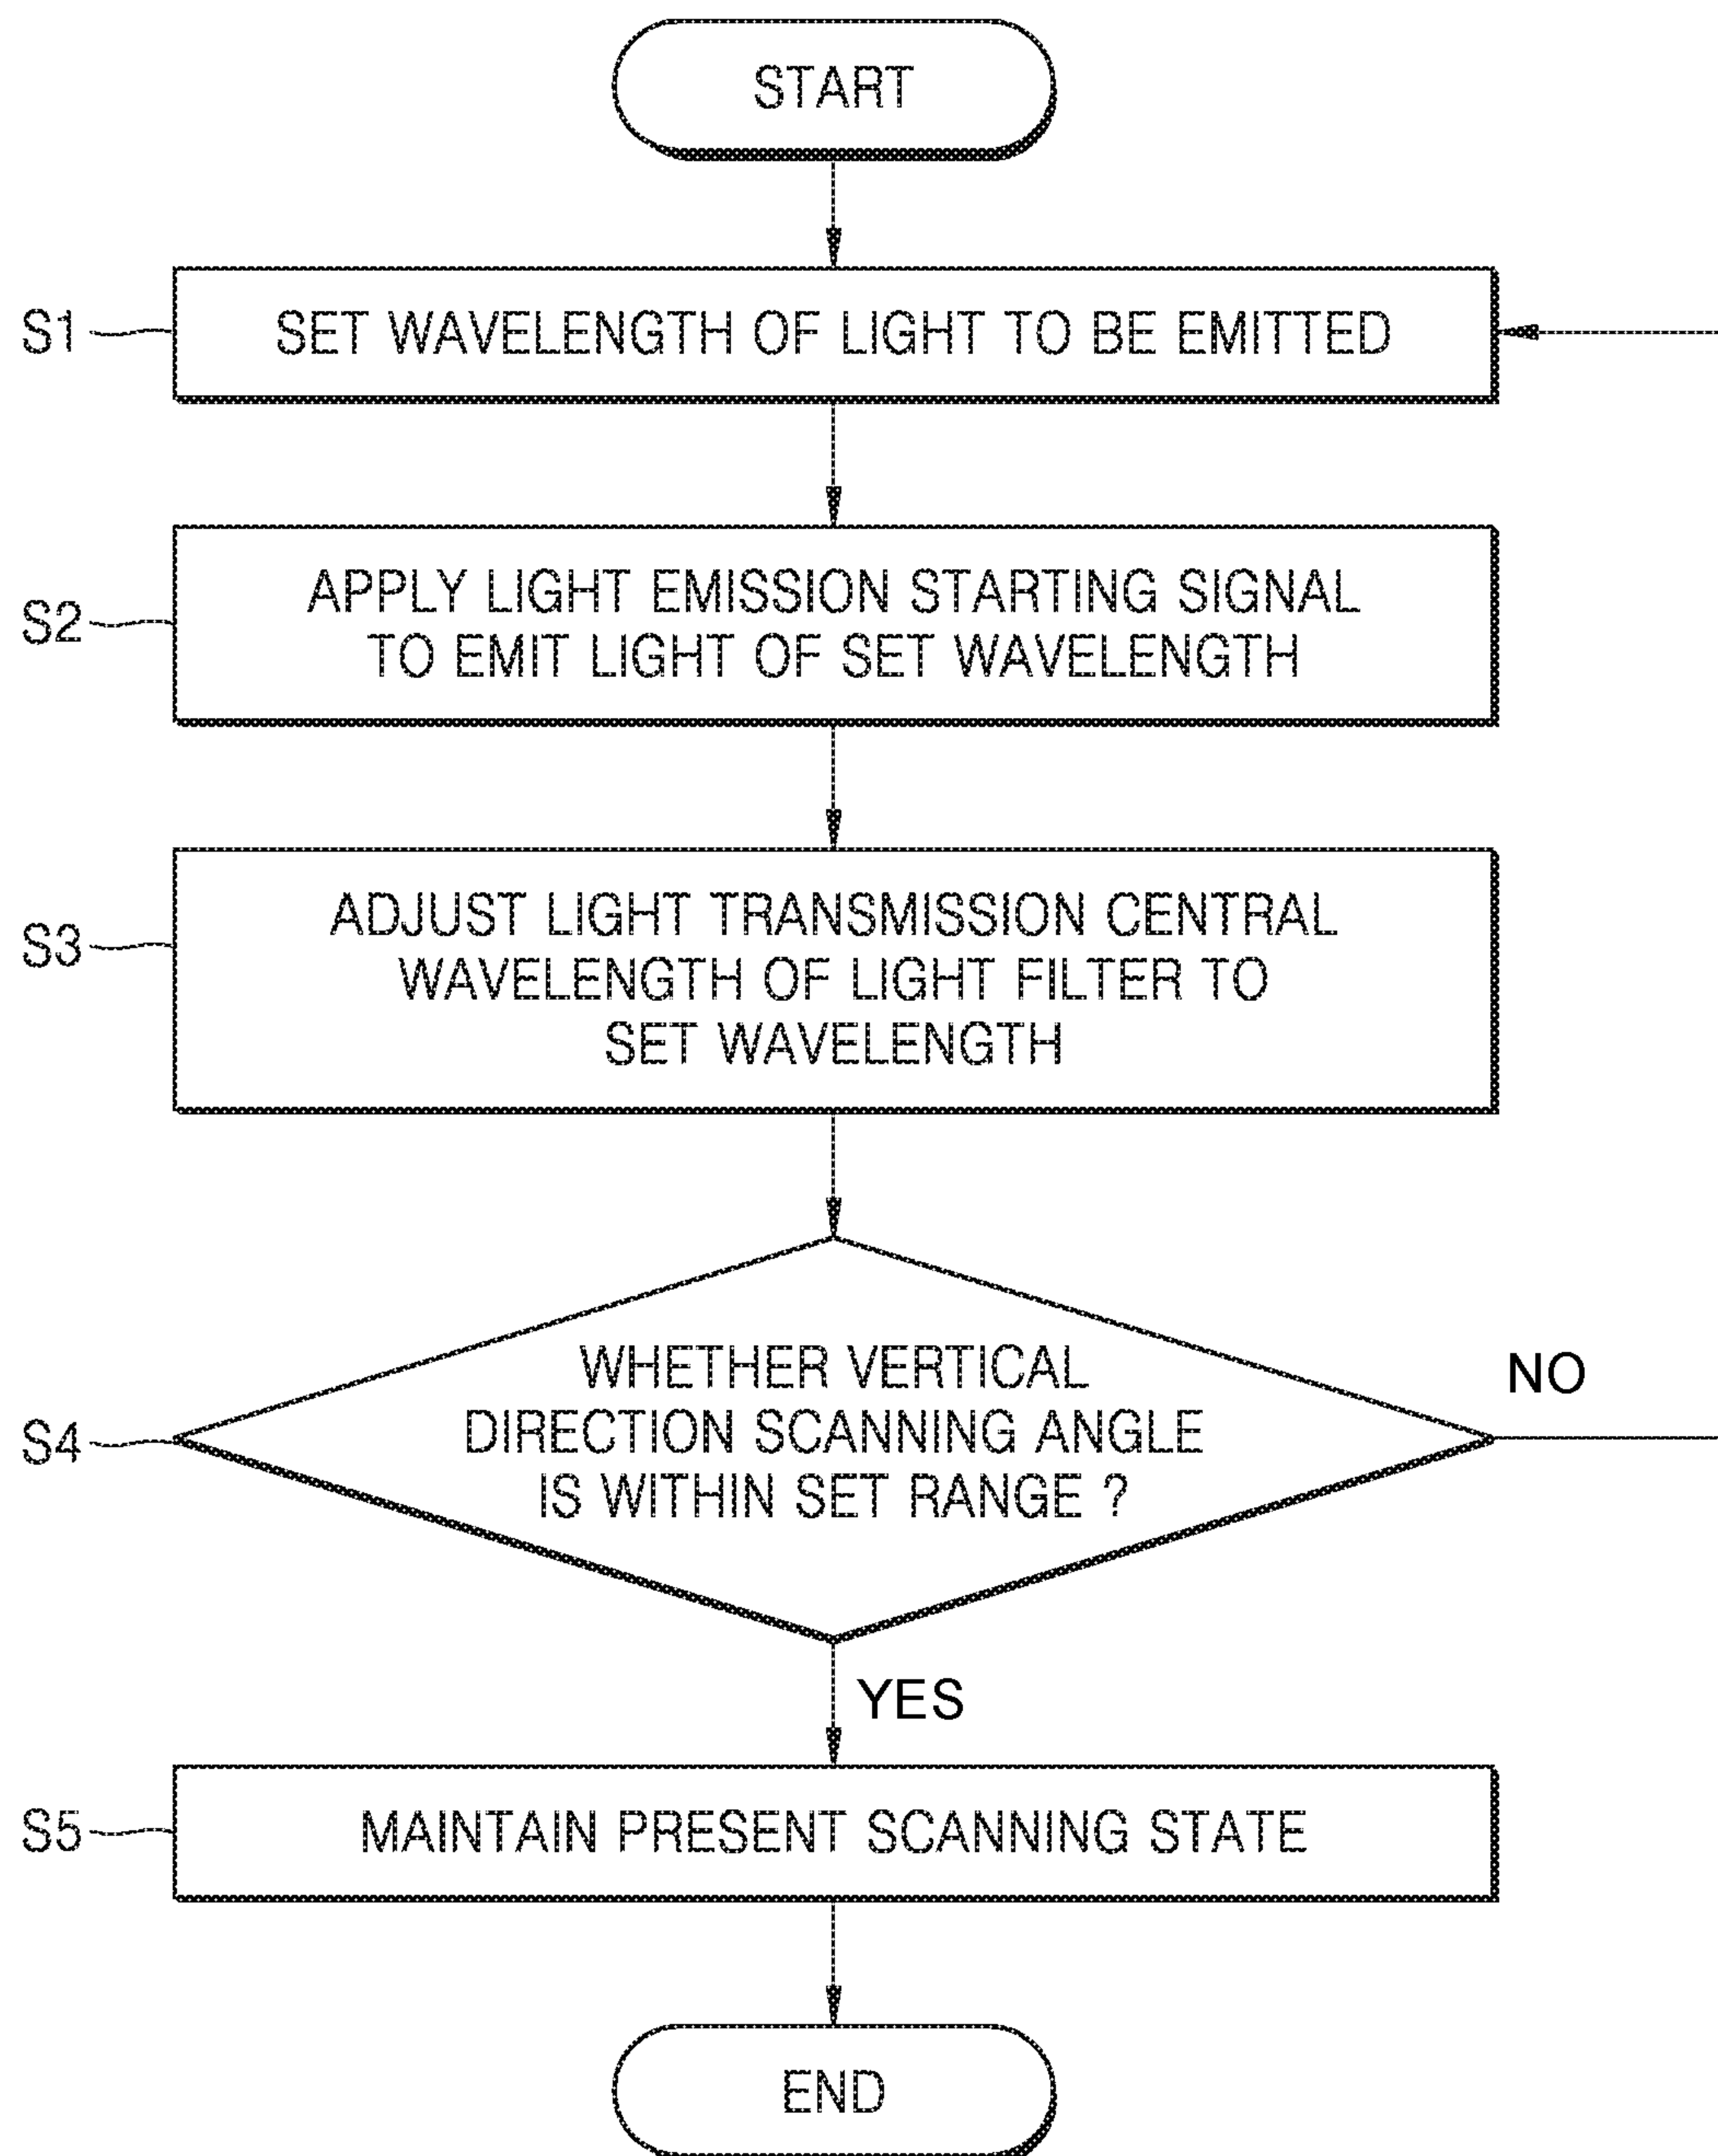 START
S1
SET WAVELENGTH OF LIGHT TO BE EMITTED
S2
APPLY LIGHT EMISSION STARTING SIGNAL
TO EMIT LIGHT OF SET WAVELENGTH
S3
ADJUST LIGHT TRANSMISSION CENTRAL
WAVELENGTH OF LIGHT FILTER TO
SET WAVELENGTH
S4
WHETHER VERTICAL
DIRECTION SCANNING ANGLE
IS WITHIN SET RANGE ?
NO
YES
S5
MAINTAIN PRESENT SCANNING STATE
END